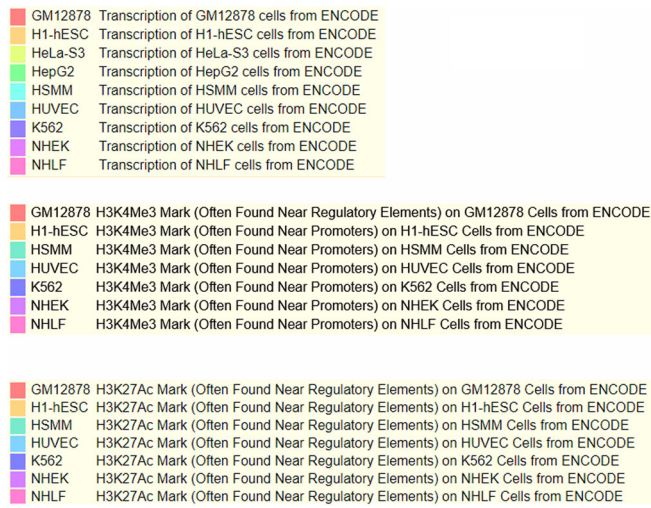 GM12878 Transcription of GM12878 cells from ENCODE
H1-hESC Transcription of H1-hESC cells from ENCODE
HeLa-S3 Transcription of HeLa-S3 cells from ENCODE
HepG2 Transcription of HepG2 cells from ENCODE
HSMM Transcription of HSMM cells from ENCODE
HUVEC Transcription of HUVEC cells from ENCODE
K562 Transcription of K562 cells from ENCODE
NHEK Transcription of NHEK cells from ENCODE
NHLF Transcription of NHLF cells from ENCODE
GM12878 H3K4Me3 Mark (Often Found Near Regulatory Elements) on GM12878 Cells from ENCODE
H1-hESC H3K4Me3 Mark (Often Found Near Promoters) on H1-hESC Cells from ENCODE
HSMM H3K4Me3 Mark (Often Found Near Promoters) on HSMM Cells from ENCODE
HUVEC H3K4Me3 Mark (Often Found Near Promoters) on HUVEC Cells from ENCODE
K562 H3K4Me3 Mark (Often Found Near Promoters) on K562 Cells from ENCODE
NHEK H3K4Me3 Mark (Often Found Near Promoters) on NHEK Cells from ENCODE
NHLF H3K4Me3 Mark (Often Found Near Promoters) on NHLF Cells from ENCODE
GM12878 H3K27Ac Mark (Often Found Near Regulatory Elements) on GM12878 Cells from ENCODE
H1-hESC H3K27Ac Mark (Often Found Near Regulatory Elements) on H1-hESC Cells from ENCODE
HSMM H3K27Ac Mark (Often Found Near Regulatory Elements) on HSMM Cells from ENCODE
HUVEC H3K27Ac Mark (Often Found Near Regulatory Elements) on HUVEC Cells from ENCODE
K562 H3K27Ac Mark (Often Found Near Regulatory Elements) on K562 Cells from ENCODE
NHEK H3K27Ac Mark (Often Found Near Regulatory Elements) on NHEK Cells from ENCODE
NHLF H3K27Ac Mark (Often Found Near Regulatory Elements) on NHLF Cells from ENCODE